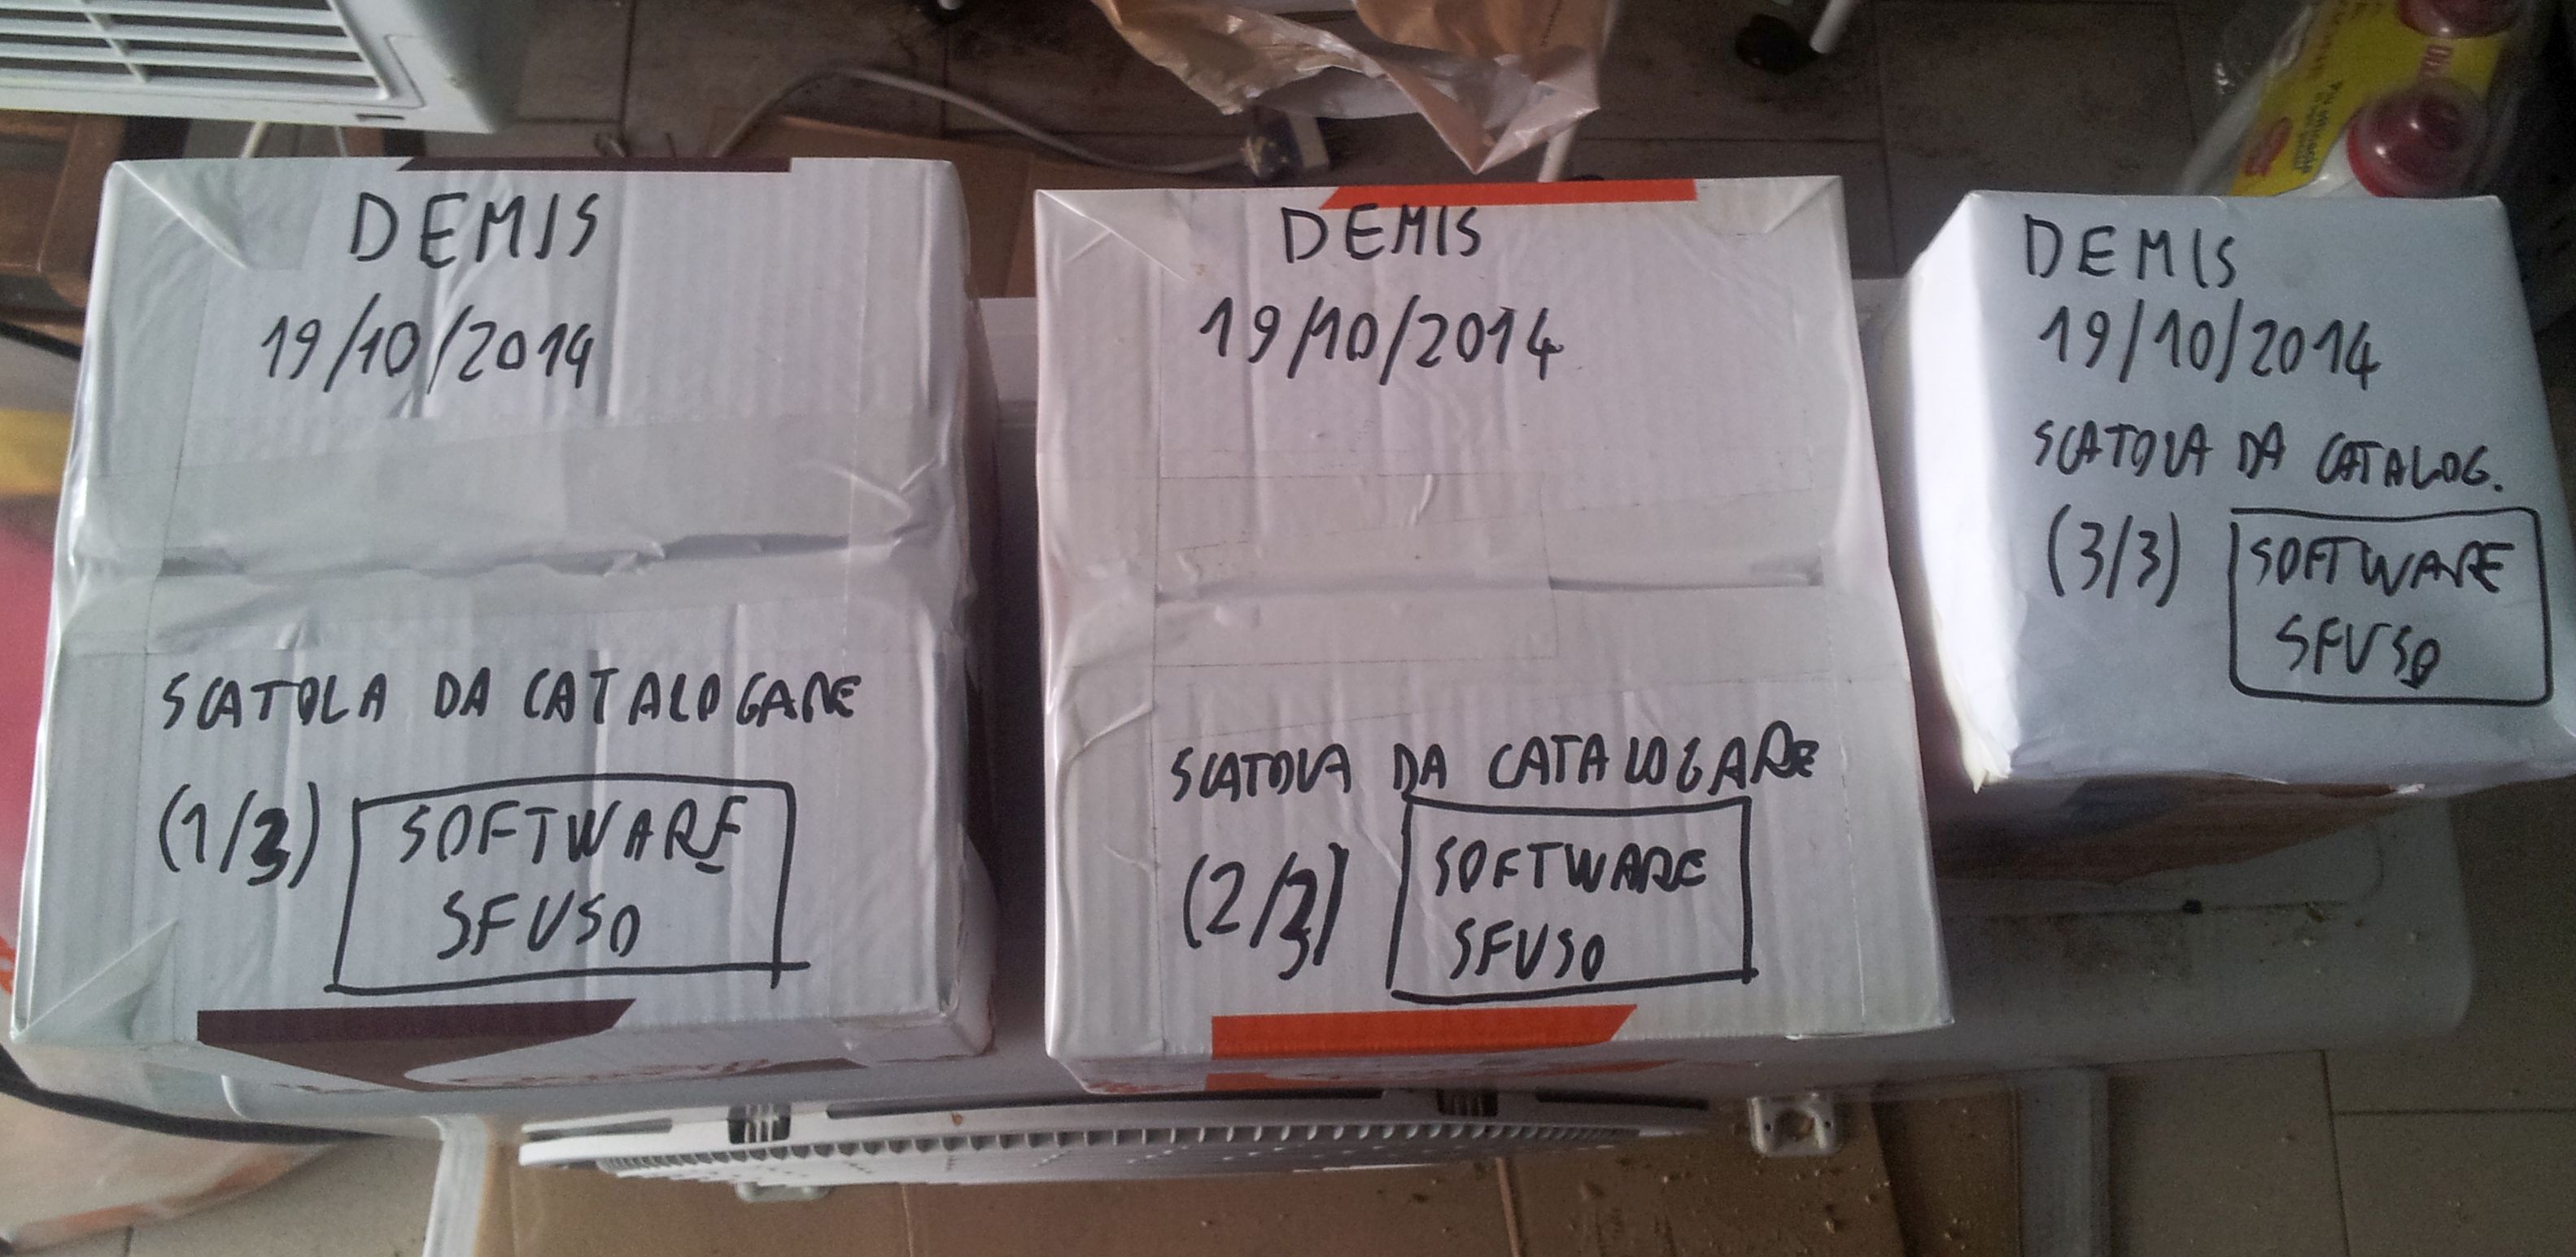 DEMIS
19/10/2014
SCATOLA DA CATALOGARE
(1/3) SOFTWARE
SFUSO
DEMIS
19/10/2014
SCATOLA DA CATALOGARE
(2/3) SOFTWARE
SFUSO
DEMIS
19/10/2014
SCATOLA DA CATALOG.
(3/3) SOFTWARE
SFUSO